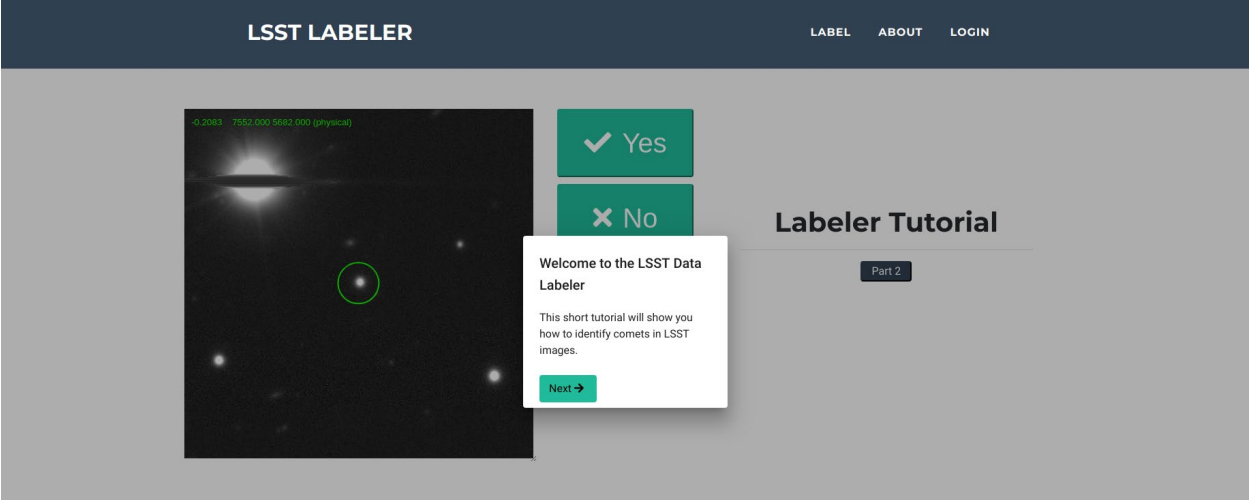 LSST LABELER
LABEL ABOUT LOGIN
-0.2083 7552.000 5682.000 (physical)
Yes
No
Labeler Tutorial
Part 2
Welcome to the LSST Data
Labeler
This short tutorial will show you
how to identify comets in LSST
images.
Next